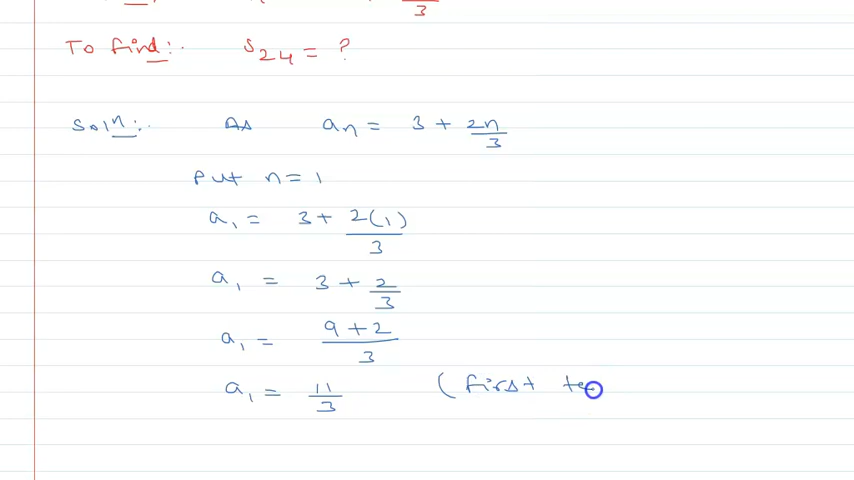 3
To find:. S24 = ?
Soln:. As an = 3 + 2n/3
Put n = 1
a1 = 3 + 2(1)/3
a1 = 3 + 2/3
a1 = 9 + 2/3
a1 = 11/3 (first te